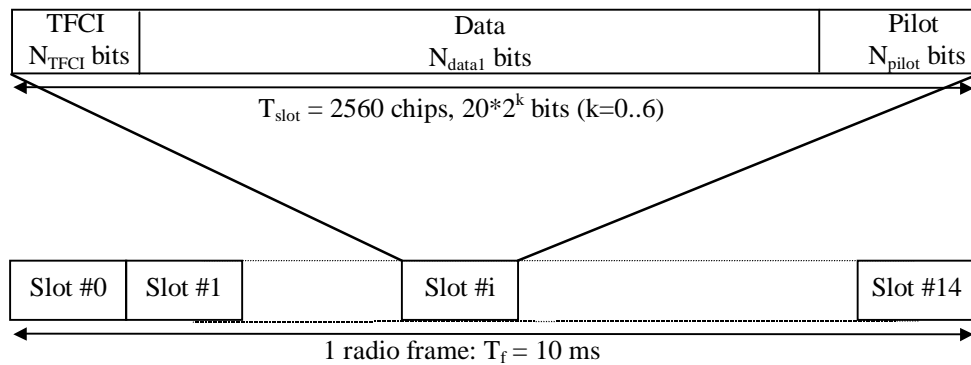 TFCI Data Pilot
N_TFCI bits N_data1 bits N_pilot bits
T_slot = 2560 chips, 20*2^k bits (k=0..6)
Slot #0 Slot #1 Slot #i Slot #14
1 radio frame: T_f = 10 ms